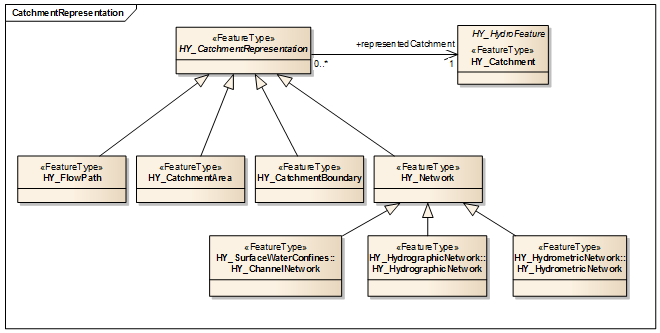 CatchmentRepresentation
«FeatureType»
HY_CatchmentRepresentation
+representedCatchment
0..*
1
HY_HydroFeature
«FeatureType»
HY_Catchment
«FeatureType»
HY_FlowPath
«FeatureType»
HY_CatchmentArea
«FeatureType»
HY_CatchmentBoundary
«FeatureType»
HY_Network
«FeatureType»
HY_SurfaceWaterConfines::
HY_ChannelNetwork
«FeatureType»
HY_HydrographicNetwork::
HY_HydrographicNetwork
«FeatureType»
HY_HydrometricNetwork::
HY_HydrometricNetwork